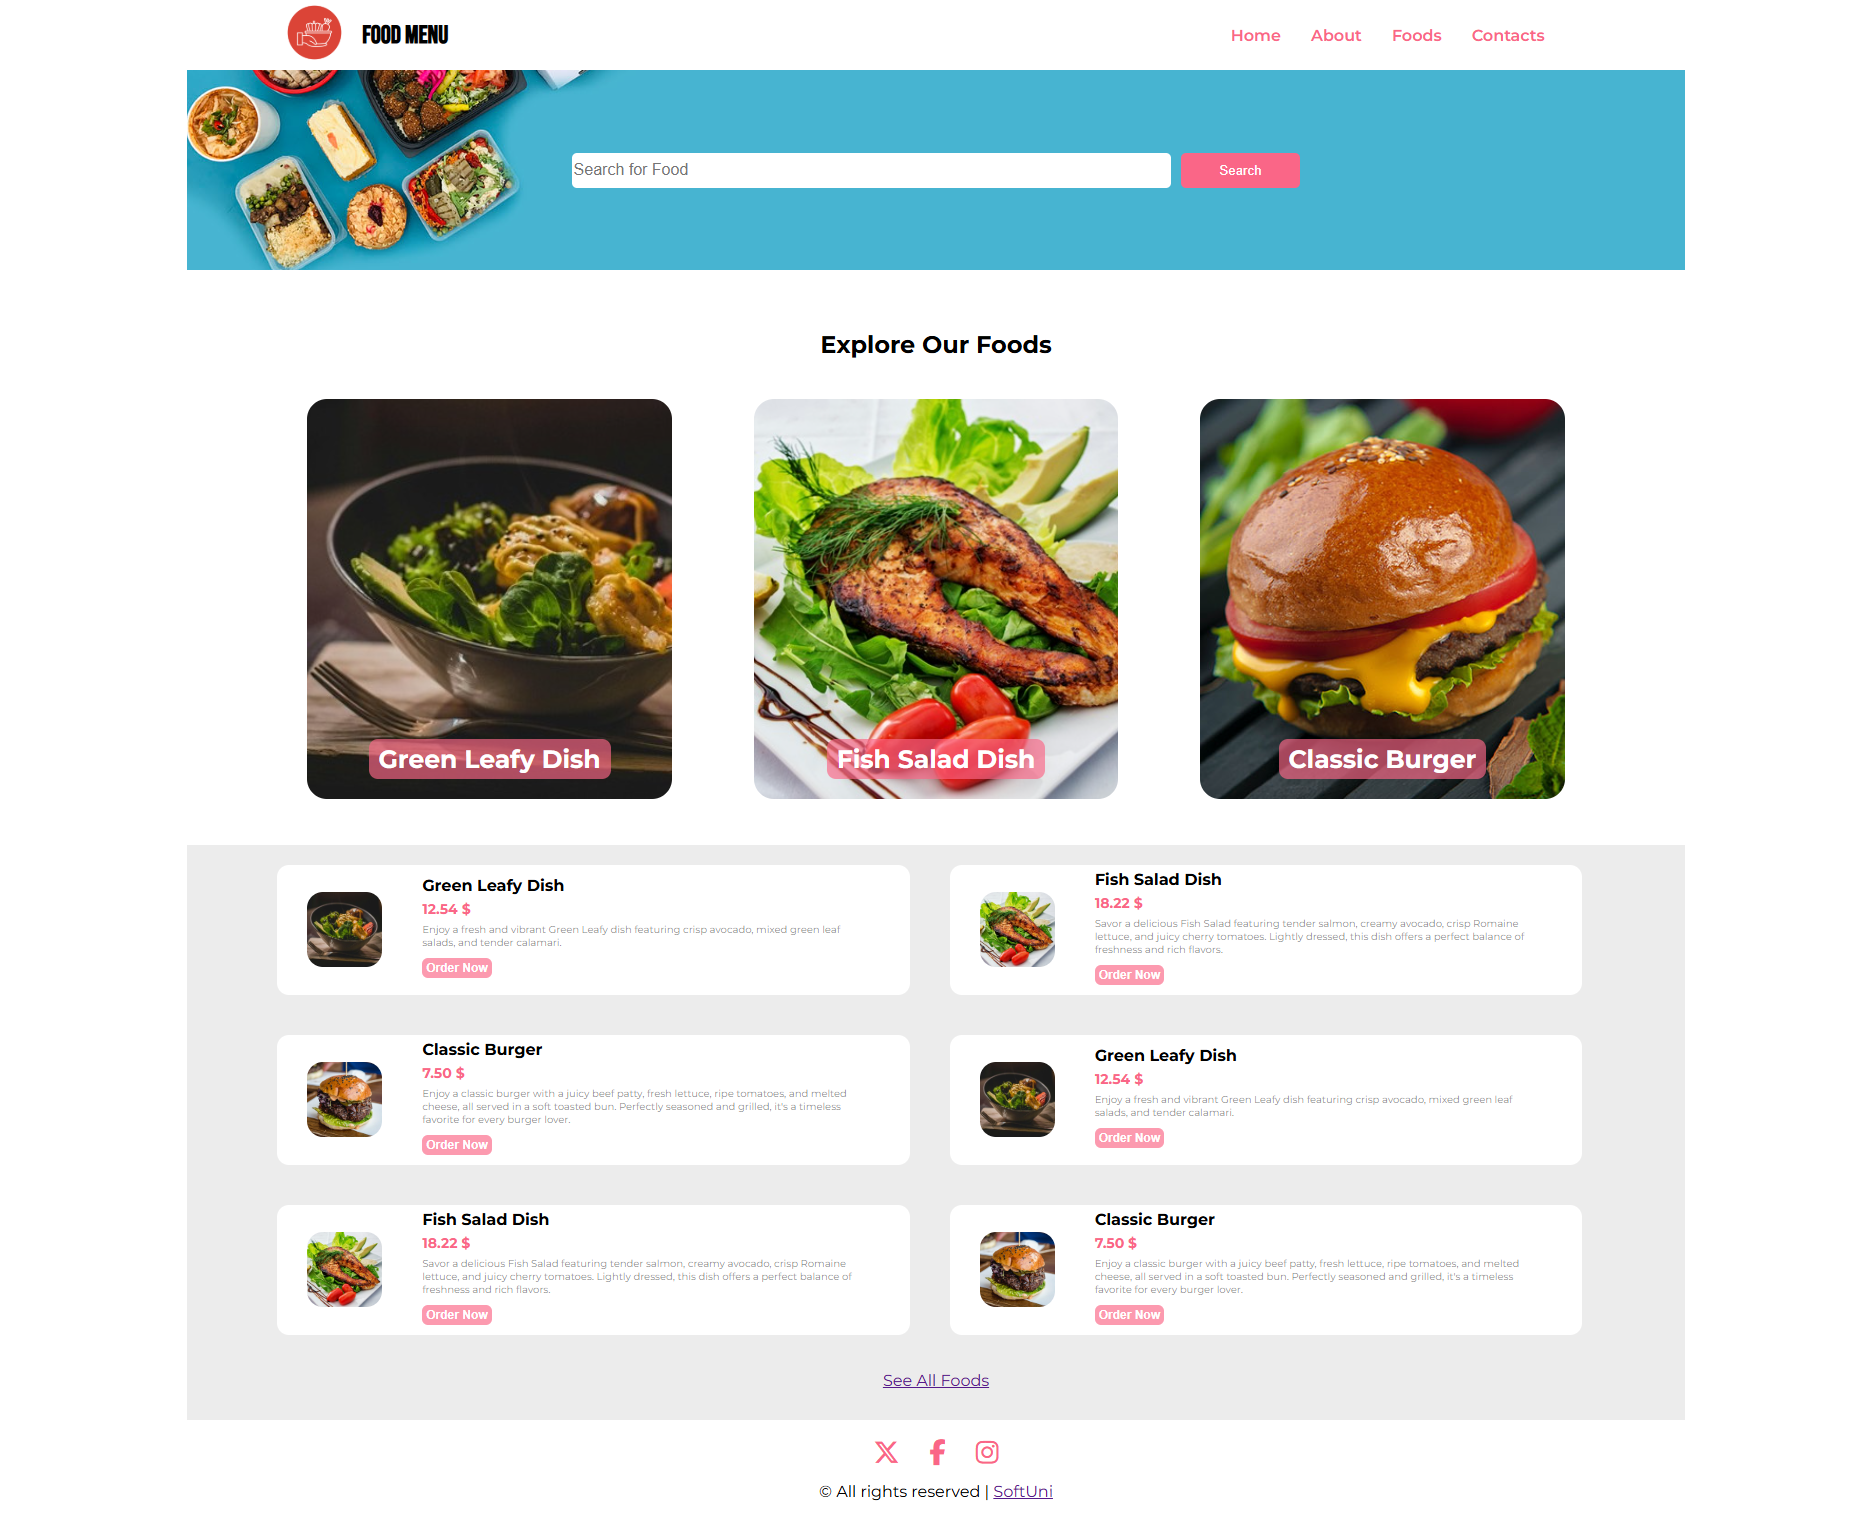 FOOD MENU
Home
About
Foods
Contacts
Search for Food
Search
Explore Our Foods
Green Leafy Dish
Fish Salad Dish
Classic Burger
Green Leafy Dish
12.54 $
Enjoy a fresh and vibrant Green Leafy dish featuring crisp avocado, mixed green leaf
salads, and tender calamari.
Order Now
Fish Salad Dish
18.22 $
Savor a delicious Fish Salad featuring tender salmon, creamy avocado, crisp Romaine
lettuce, and juicy cherry tomatoes. Lightly dressed, this dish offers a perfect balance of
freshness and rich flavors.
Order Now
Classic Burger
7.50 $
Enjoy a classic burger with a juicy beef patty, fresh lettuce, ripe tomatoes, and melted
cheese, all served in a soft toasted bun. Perfectly seasoned and grilled, it's a timeless
favorite for every burger lover.
Order Now
Green Leafy Dish
12.54 $
Enjoy a fresh and vibrant Green Leafy dish featuring crisp avocado, mixed green leaf
salads, and tender calamari.
Order Now
Fish Salad Dish
18.22 $
Savor a delicious Fish Salad featuring tender salmon, creamy avocado, crisp Romaine
lettuce, and juicy cherry tomatoes. Lightly dressed, this dish offers a perfect balance of
freshness and rich flavors.
Order Now
Classic Burger
7.50 $
Enjoy a classic burger with a juicy beef patty, fresh lettuce, ripe tomatoes, and melted
cheese, all served in a soft toasted bun. Perfectly seasoned and grilled, it's a timeless
favorite for every burger lover.
Order Now
See All Foods
© All rights reserved | SoftUni